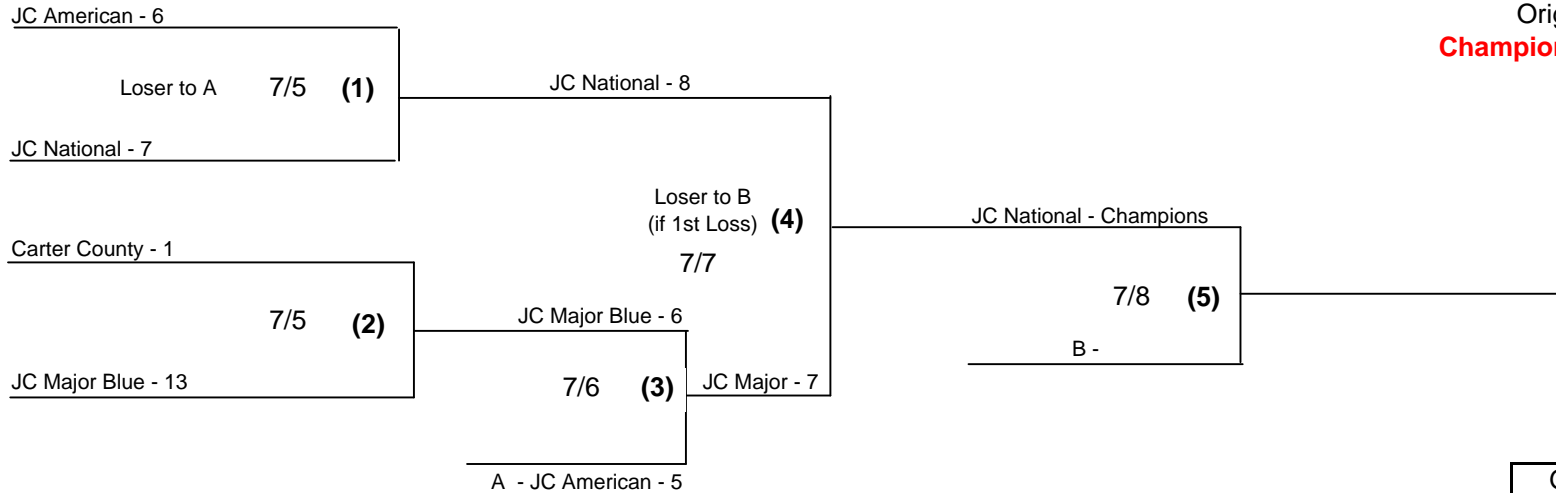 JC American - 6
Loser to A 7/5 (1)
JC National - 7
JC National - 8
Carter County - 1
7/5 (2)
JC Major Blue - 13
Loser to B
(if 1st Loss) (4)
7/7
JC Major Blue - 6
7/6 (3)
JC Major - 7
A - JC American - 5
JC National - Champions
7/8 (5)
B -